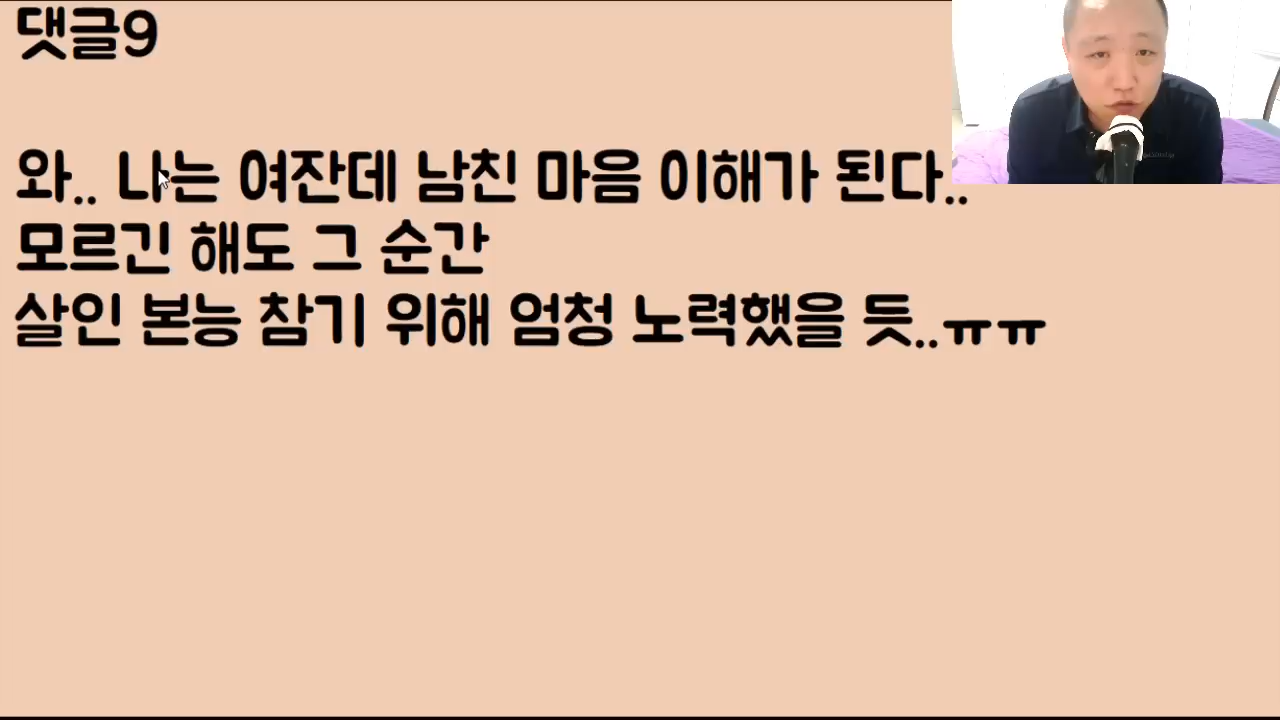 댓글9
와.. 나는 여잔데 남친 마음 이해가 된다..
모르긴 해도 그 순간
살인 본능 참기 위해 엄청 노력했을 듯..ㅠㅠ